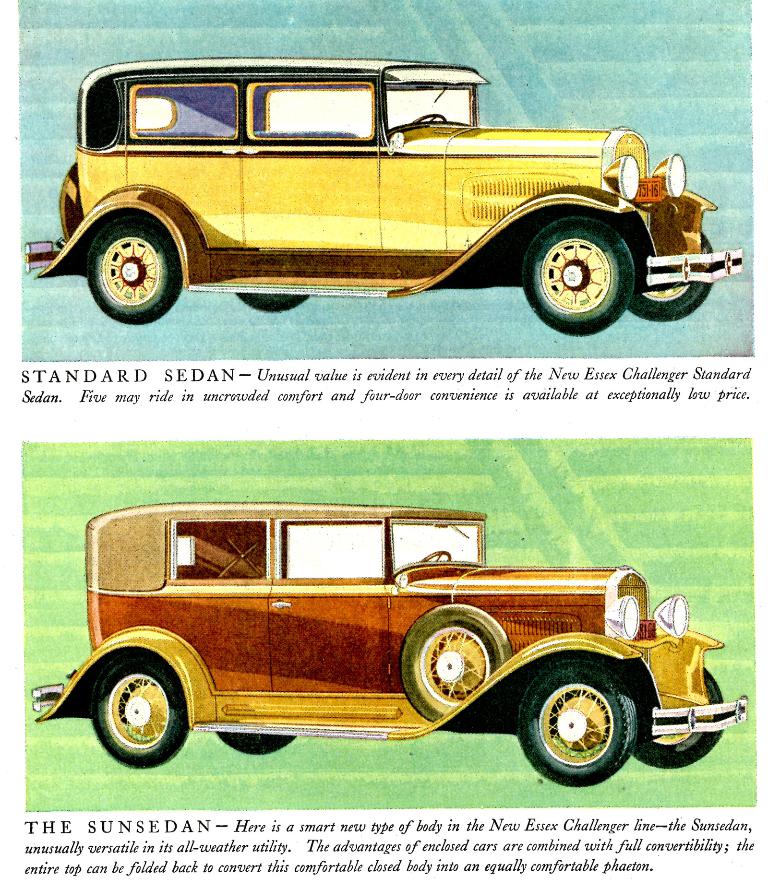 751-16
STANDARD SEDAN — Unusual value is evident in every detail of the New Essex Challenger Standard
Sedan. Five may ride in uncrowded comfort and four-door convenience is available at exceptionally low price.
THE SUNSEDAN — Here is a smart new type of body in the New Essex Challenger line—the Sunsedan,
unusually versatile in its all-weather utility. The advantages of enclosed cars are combined with full convertibility; the
entire top can be folded back to convert this comfortable closed body into an equally comfortable phaeton.